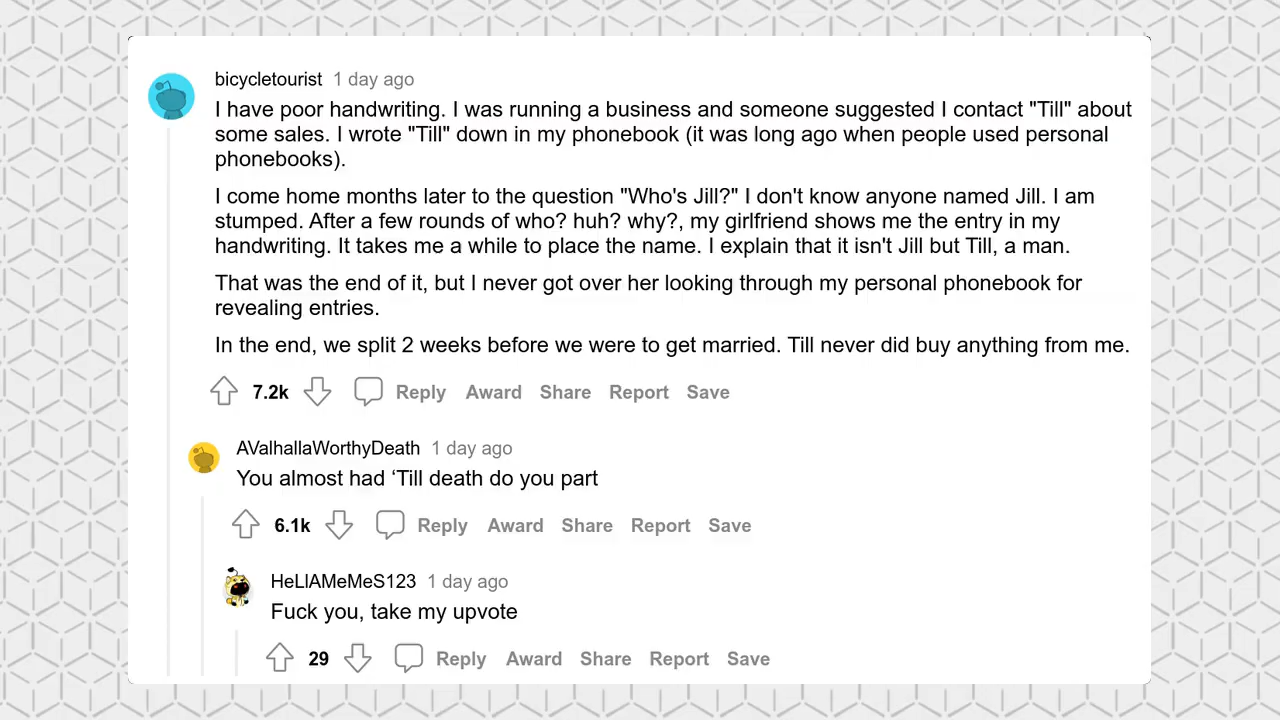 bicycletourist 1 day ago
I have poor handwriting. I was running a business and someone suggested I contact "Till" about
some sales. I wrote "Till" down in my phonebook (it was long ago when people used personal
phonebooks).
I come home months later to the question "Who's Jill?" I don't know anyone named Jill. I am
stumped. After a few rounds of who? huh? why?, my girlfriend shows me the entry in my
handwriting. It takes me a while to place the name. I explain that it isn't Jill but Till, a man.
That was the end of it, but I never got over her looking through my personal phonebook for
revealing entries.
In the end, we split 2 weeks before we were to get married. Till never did buy anything from me.
7.2k Reply Award Share Report Save
AValhallaWorthyDeath 1 day ago
You almost had ‘Till death do you part
6.1k Reply Award Share Report Save
HeLlAMeMeS123 1 day ago
Fuck you, take my upvote
29 Reply Award Share Report Save